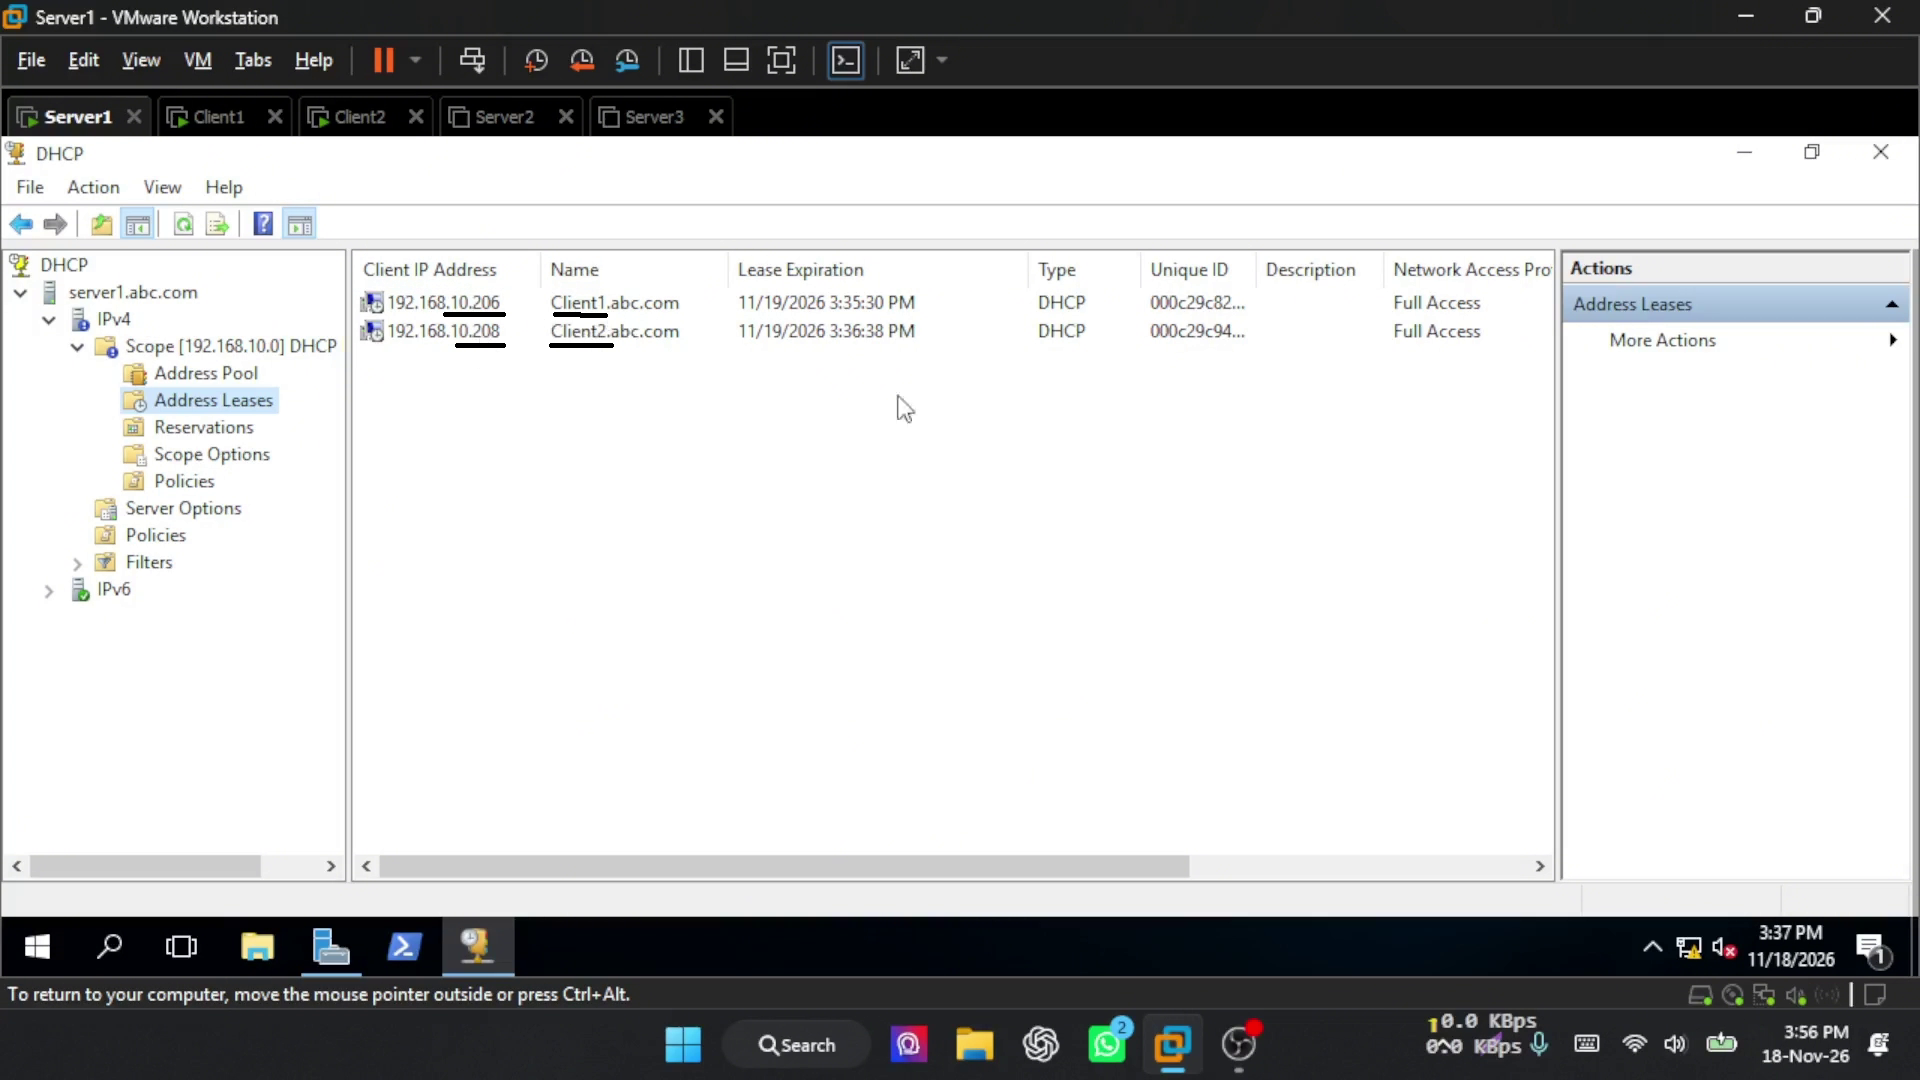 Server1 - VMware Workstation
File Edit View VM Tabs Help
Server1 Client1 Client2 Server2 Server3
DHCP
File Action View Help
DHCP
server1.abc.com
IPv4
Scope [192.168.10.0] DHCP
Address Pool
Address Leases
Reservations
Scope Options
Policies
Server Options
Policies
Filters
IPv6
Client IP Address Name Lease Expiration Type Unique ID Description Network Access Pro
192.168.10.206 Client1.abc.com 11/19/2026 3:35:30 PM DHCP 000c29c82... Full Access
192.168.10.208 Client2.abc.com 11/19/2026 3:36:38 PM DHCP 000c29c94... Full Access
Actions
Address Leases
More Actions
3:37 PM
11/18/2026
1
To return to your computer, move the mouse pointer outside or press Ctrl+Alt.
Search
2
0.0 KBps
0.0 KBps
3:56 PM
18-Nov-26